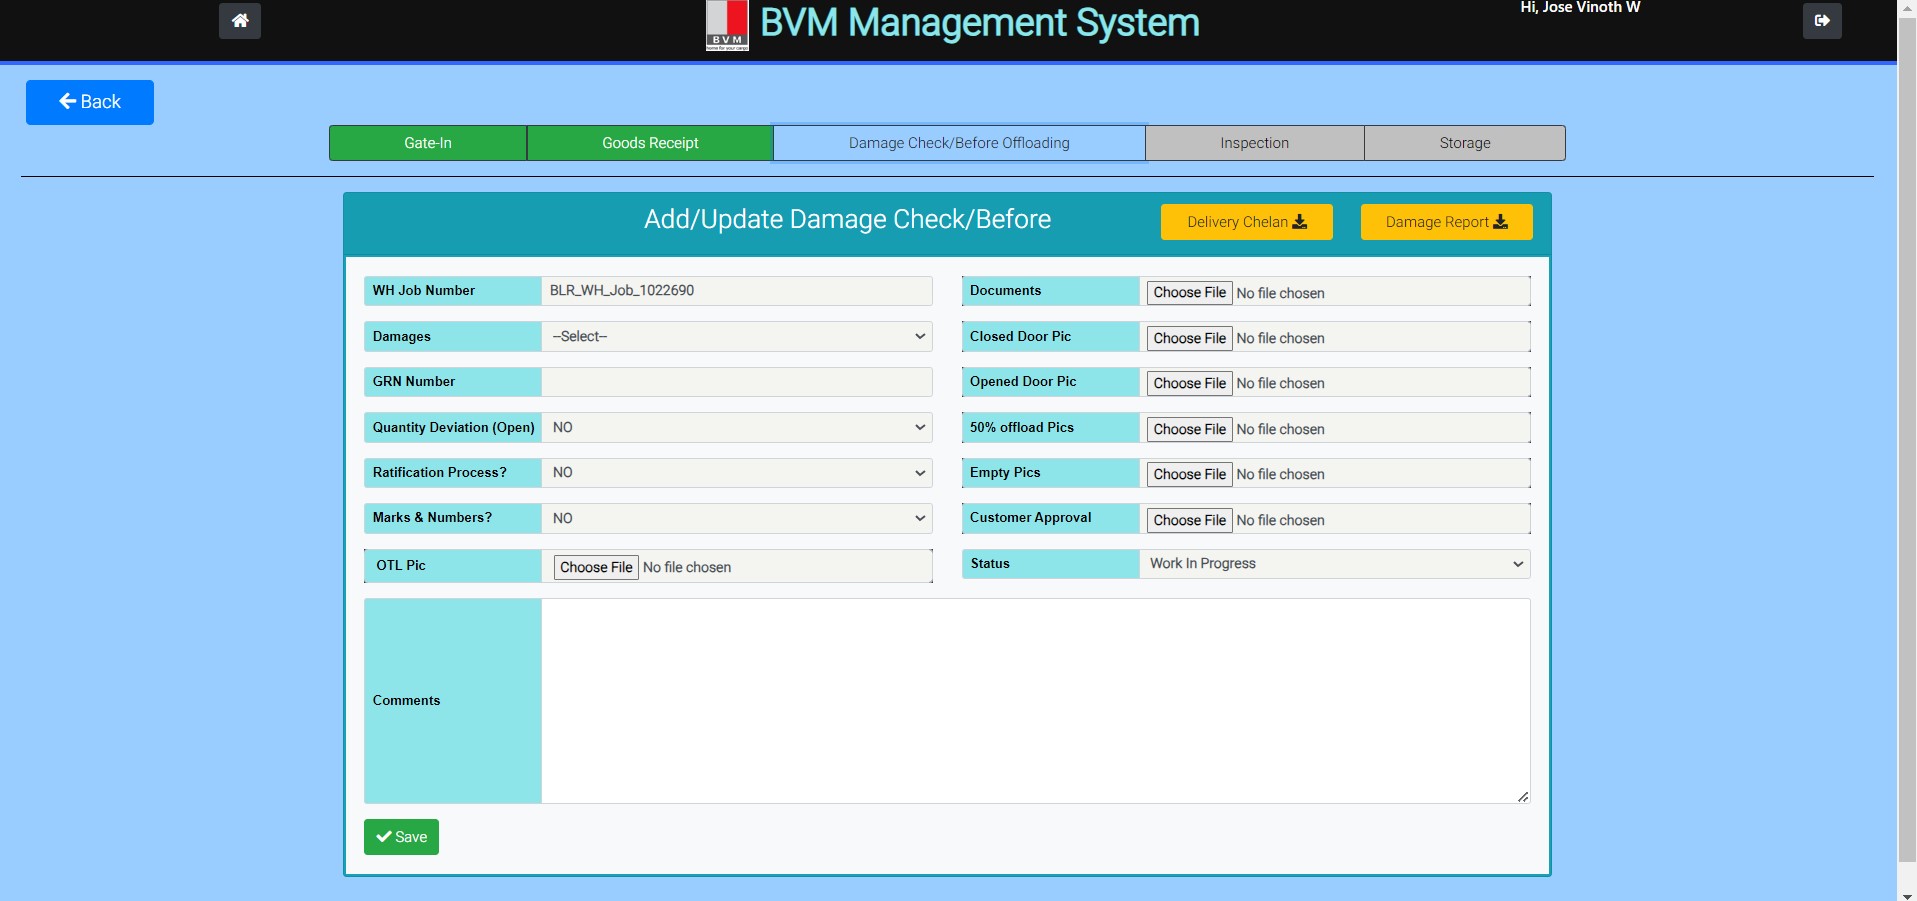 BVM
home for your cargo
BVM Management System
Hi, Jose Vinoth W
Back
Gate-In
Goods Receipt
Damage Check/Before Offloading
Inspection
Storage
Add/Update Damage Check/Before
Delivery Chelan
Damage Report
WH Job Number
BLR_WH_Job_1022690
Documents
Choose File No file chosen
Damages
--Select--
Closed Door Pic
Choose File No file chosen
GRN Number
Opened Door Pic
Choose File No file chosen
Quantity Deviation (Open)
NO
50% offload Pics
Choose File No file chosen
Ratification Process?
NO
Empty Pics
Choose File No file chosen
Marks & Numbers?
NO
Customer Approval
Choose File No file chosen
OTL Pic
Choose File No file chosen
Status
Work In Progress
Comments
Save